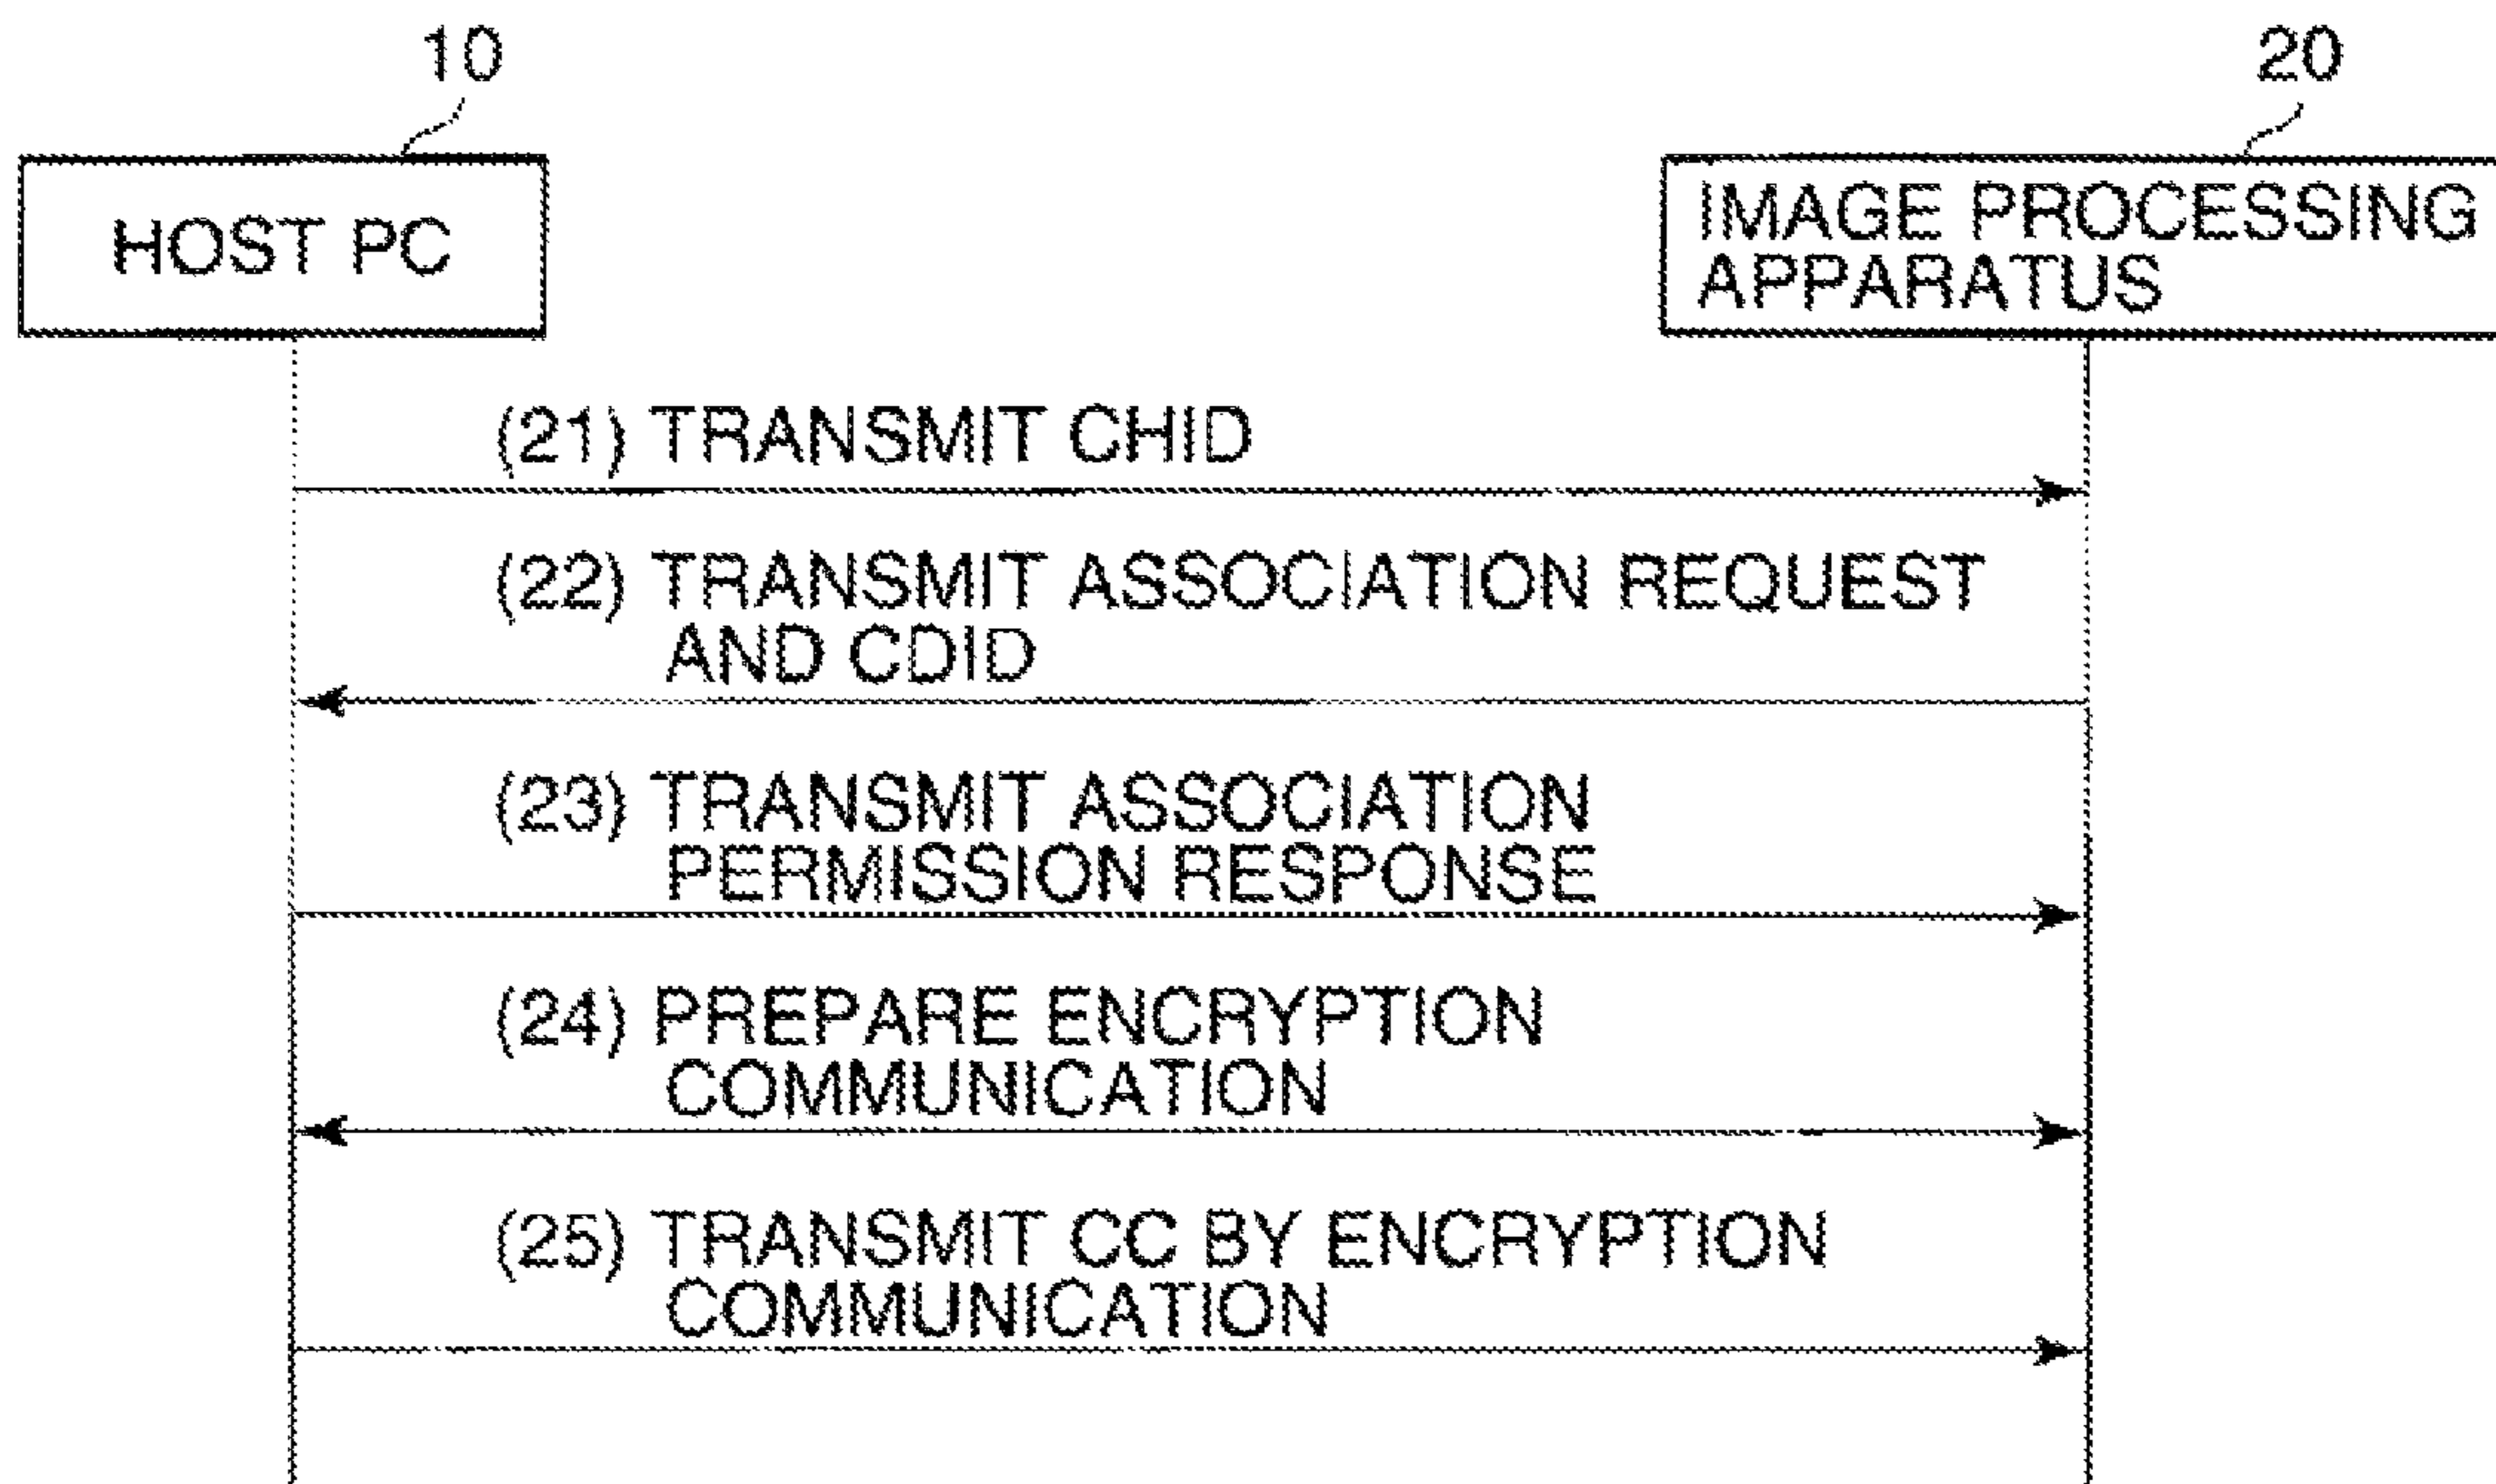 10
20
HOST PC
IMAGE PROCESSING
APPARATUS
(21) TRANSMIT CHID
(22) TRANSMIT ASSOCIATION REQUEST
AND CDID
(23) TRANSMIT ASSOCIATION
PERMISSION RESPONSE
(24) PREPARE ENCRYPTION
COMMUNICATION
(25) TRANSMIT CC BY ENCRYPTION
COMMUNICATION